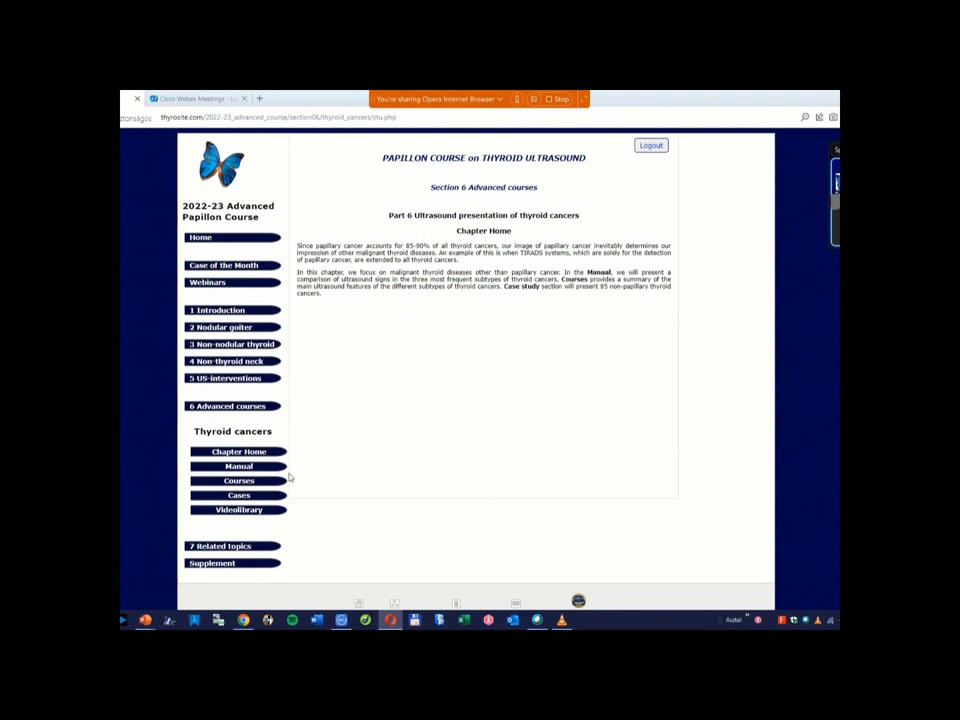 Cisco Webex Meetings - L
You're sharing Opera Internet Browser
Stop
thyrosite.com/2022-23_advanced_course/section06/thyroid_cancers/ctu.php
Logout
PAPILLON COURSE on THYROID ULTRASOUND
Section 6 Advanced courses
Part 6 Ultrasound presentation of thyroid cancers
Chapter Home
Since papillary cancer accounts for 85-90% of all thyroid cancers, our image of papillary cancer inevitably determines our
impression of other malignant thyroid diseases. An example of this is when TIRADS systems, which are solely for the detection
of papillary cancer, are extended to all thyroid cancers.
In this chapter, we focus on malignant thyroid diseases other than papillary cancer. In the Manual, we will present a
comparison of ultrasound signs in the three most frequent subtypes of thyroid cancer. Courses provides a summary of the
main ultrasound features of the different subtypes of thyroid cancers. Case study section will present 85 non-papillary thyroid
cancers.
2022-23 Advanced
Papillon Course
Home
Case of the Month
Webinars
1 Introduction
2 Nodular goiter
3 Non-nodular thyroid
4 Non-thyroid neck
5 US-interventions
6 Advanced courses
Thyroid cancers
Chapter Home
Manual
Courses
Cases
Videolibrary
7 Related topics
Supplement
Asztal